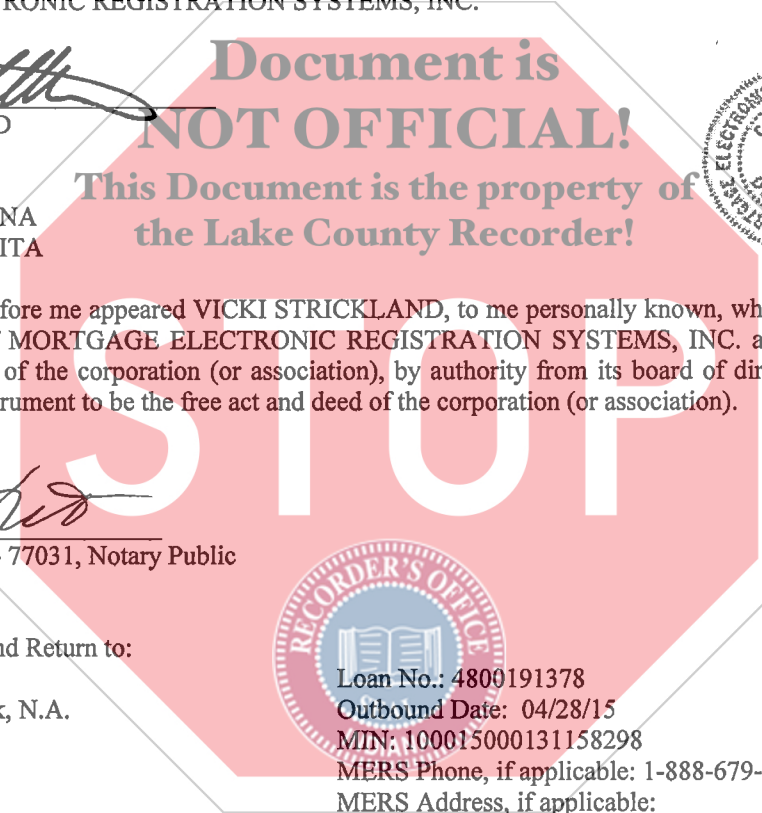 RONIC REGISTRATION SYSTEMS, INC.
Document is
NOT OFFICIAL!
This Document is the property of
the Lake County Recorder!
D
NA
ITA
fore me appeared VICKI STRICKLAND, to me personally known, wh
MORTGAGE ELECTRONIC REGISTRATION SYSTEMS, INC. a
of the corporation (or association), by authority from its board of dir
rument to be the free act and deed of the corporation (or association).
STOP
77031, Notary Public
RECORDER'S OFFICE
nd Return to:
k, N.A.
Loan No.: 4800191378
Outbound Date: 04/28/15
MIN: 100015000131158298
MERS Phone, if applicable: 1-888-679-
MERS Address, if applicable: